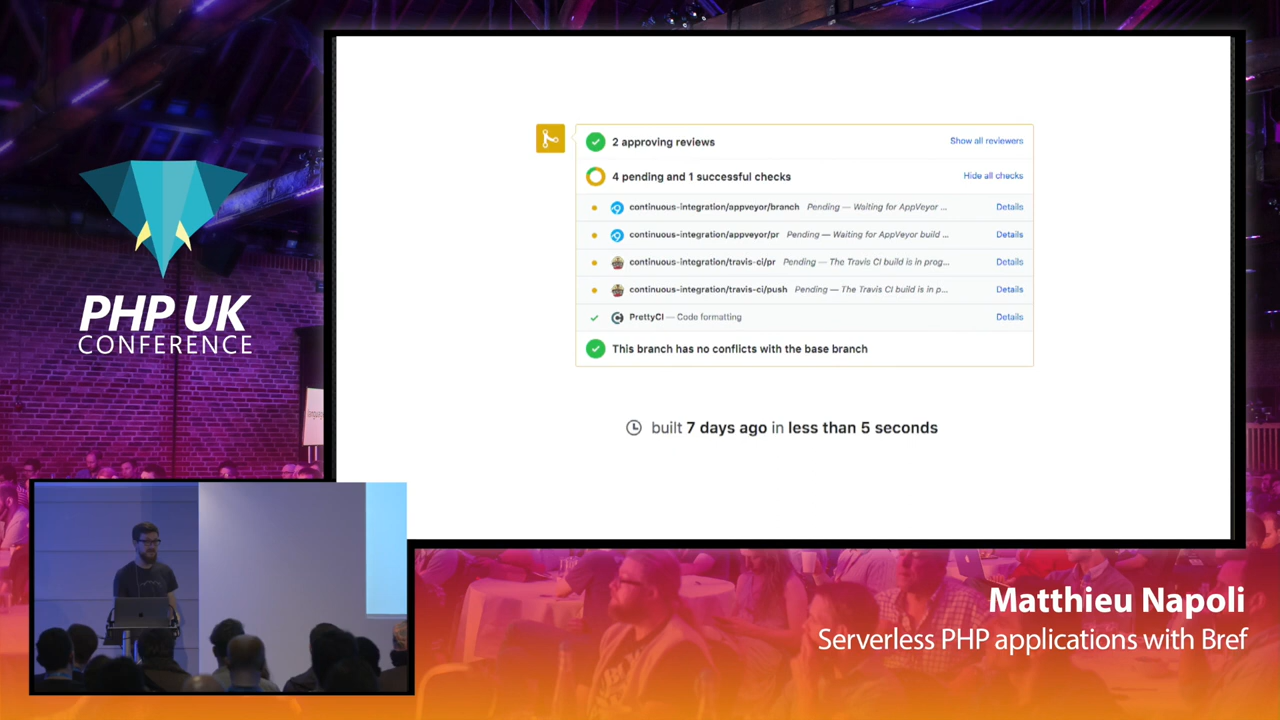 PHP UK
CONFERENCE
2 approving reviews
Show all reviewers
4 pending and 1 successful checks
Hide all checks
continuous-integration/appveyor/branch Pending — Waiting for AppVeyor ...
Details
continuous-integration/appveyor/pr Pending — Waiting for AppVeyor build ...
Details
continuous-integration/travis-ci/pr Pending — The Travis CI build is in prog...
Details
continuous-integration/travis-ci/push Pending — The Travis CI build is in p...
Details
PrettyCI — Code formatting
Details
This branch has no conflicts with the base branch
built 7 days ago in less than 5 seconds
Matthieu Napoli
Serverless PHP applications with Bref